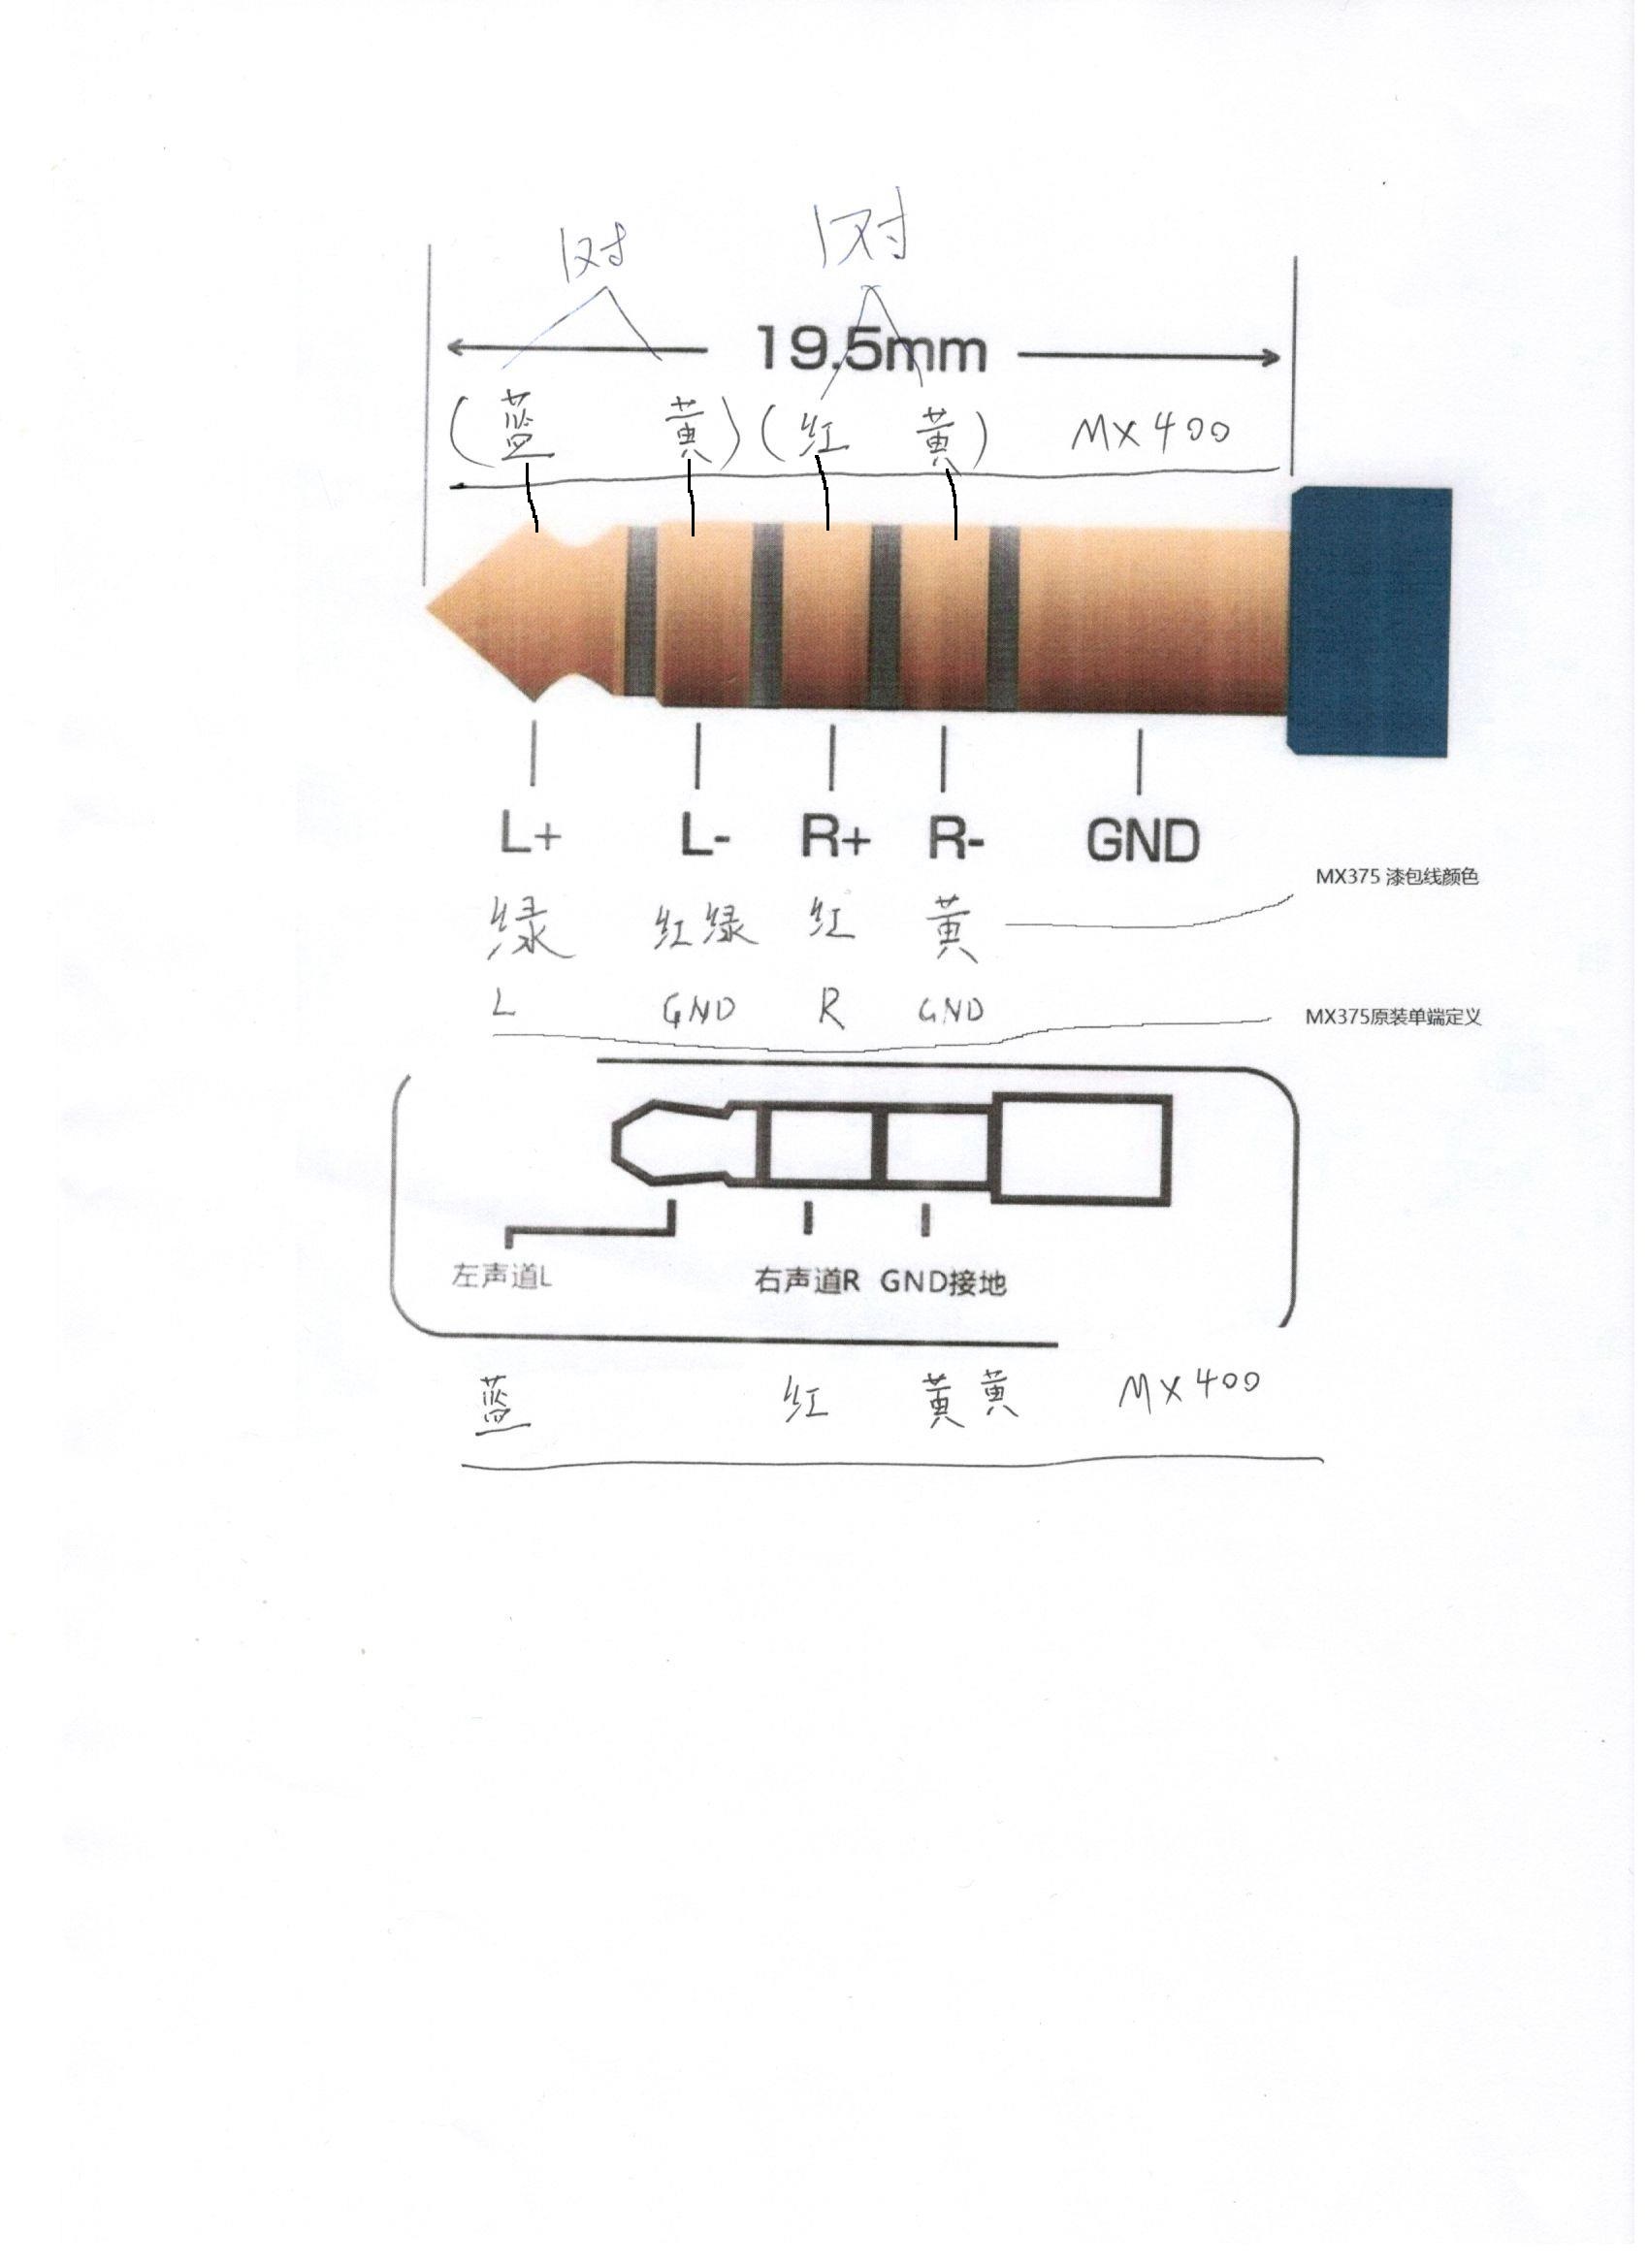 1对 1对
19.5mm
(蓝 黄)(红 黄) MX400
L+ L- R+ R- GND
MX375 漆包线颜色
绿 红绿 红 黄
L GND R GND
MX375原装单端定义
左声道L 右声道R GND接地
蓝 红 黄黄 MX400